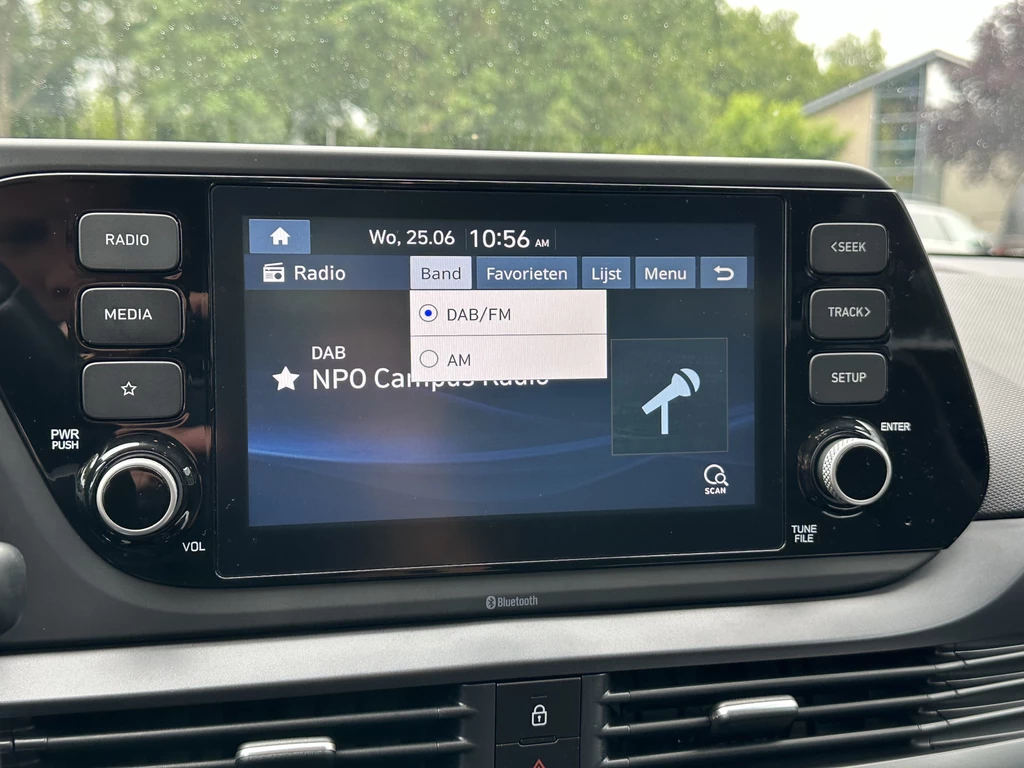 RADIO
MEDIA
PWR
PUSH
VOL
Wo, 25.06 10:56 AM
Radio Band Favorieten Lijst Menu
DAB/FM
AM
DAB
NPO Campus Radio
SCAN
<SEEK
TRACK>
SETUP
ENTER
TUNE
FILE
Bluetooth